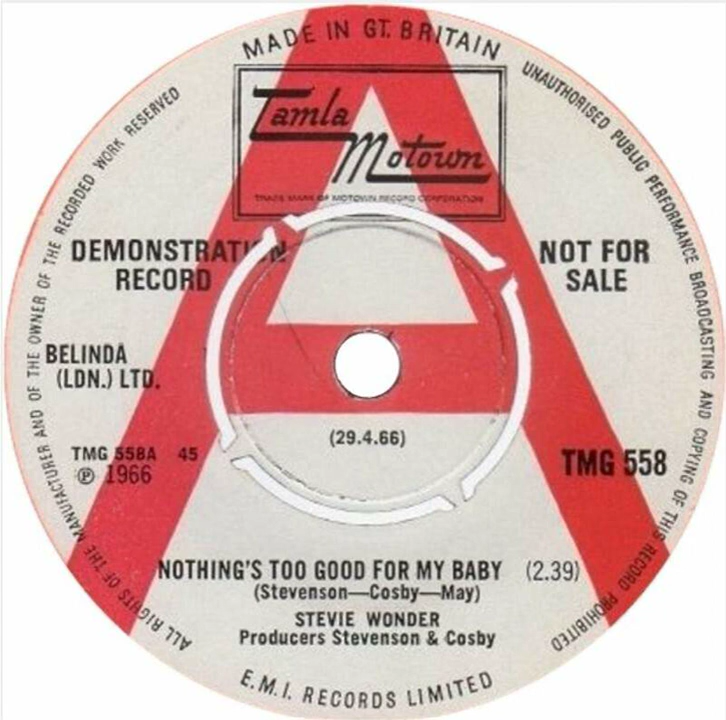 MADE IN GT. BRITAIN
UNAUTHORISED PUBLIC PERFORMANCE BROADCASTING AND COPYING OF THIS RECORD PROHIBITED
ALL RIGHTS OF THE MANUFACTURER AND OF THE OWNER OF THE RECORDED WORK RESERVED
A
Tamla
Motown
TRADE MARK OF MOTOWN RECORD CORPORATION
DEMONSTRATION
RECORD
NOT FOR
SALE
BELINDA
(LDN.) LTD.
(29.4.66)
TMG 558A 45
℗ 1966
TMG 558
NOTHING'S TOO GOOD FOR MY BABY (2.39)
(Stevenson—Cosby—May)
STEVIE WONDER
Producers Stevenson & Cosby
E.M.I. RECORDS LIMITED